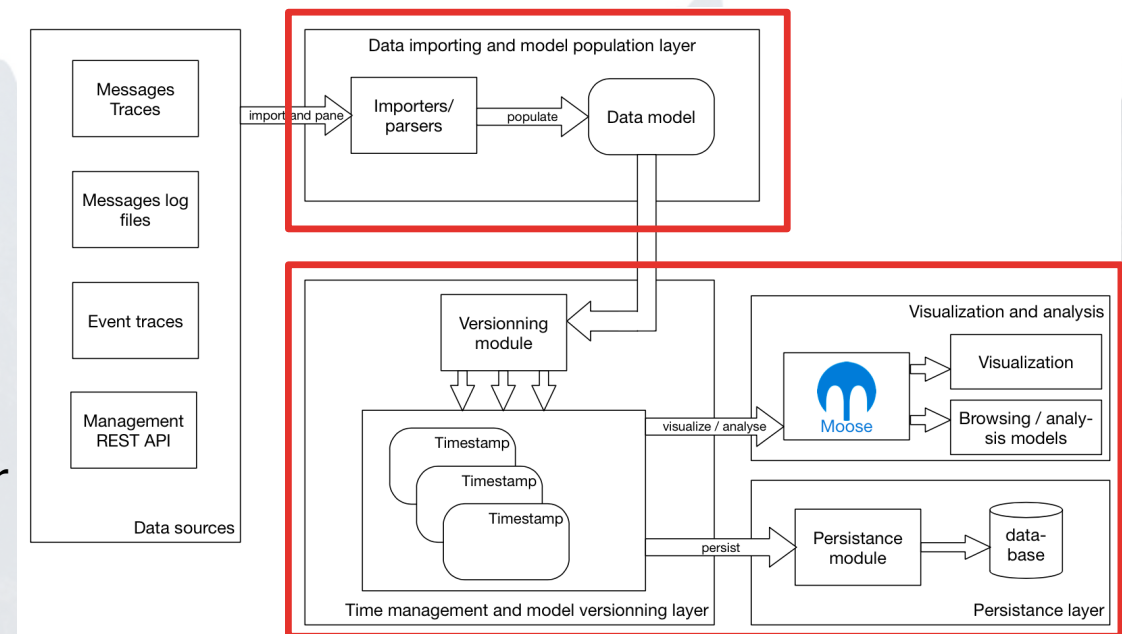 Data importing and model population layer
Messages
Traces
import and pane
Importers/
parsers
populate
Data model
Messages log
files
Event traces
Management
REST API
r
Data sources
Versionning
module
Timestamp
Timestamp
Timestamp
Time management and model versionning layer
visualize / analyse
Visualization and analysis
Moose
Visualization
Browsing / analy-
sis models
persist
Persistance
module
data-
base
Persistance layer